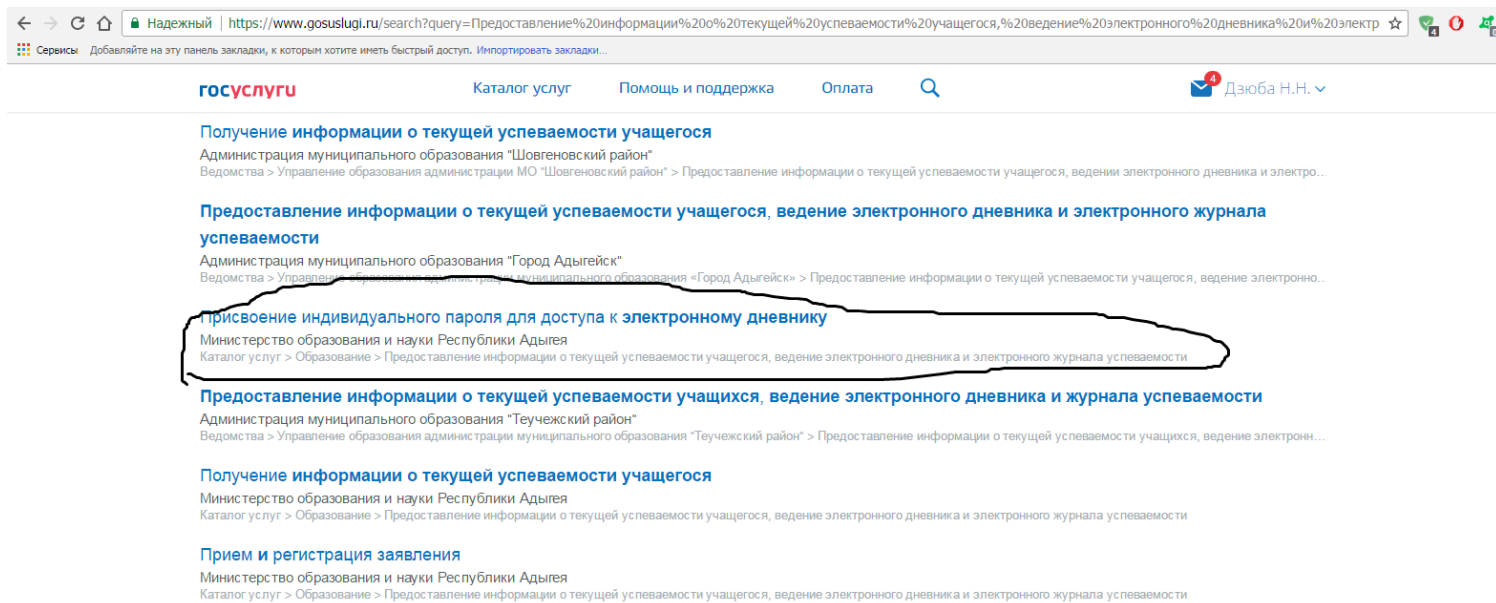 Надежный | https://www.gosuslugi.ru/search?query=Предоставление%20информации%20о%20текущей%20успеваемости%20учащегося,%20ведение%20электронного%20дневника%20и%20электр
Сервисы Добавляйте на эту панель закладки, к которым хотите иметь быстрый доступ. Импортировать закладки...
4
0
госуслуги Каталог услуг Помощь и поддержка Оплата 4 Дзюба Н.Н.
Получение информации о текущей успеваемости учащегося
Администрация муниципального образования "Шовгеновский район"
Ведомства > Управление образования администрации МО "Шовгеновский район" > Предоставление информации о текущей успеваемости учащегося, ведении электронного дневника и электро...
Предоставление информации о текущей успеваемости учащегося, ведение электронного дневника и электронного журнала
успеваемости
Администрация муниципального образования "Город Адыгейск"
Ведомства > Управление образования администрации муниципального образования «Город Адыгейск» > Предоставление информации о текущей успеваемости учащегося, ведение электронно...
Присвоение индивидуального пароля для доступа к электронному дневнику
Министерство образования и науки Республики Адыгея
Каталог услуг > Образование > Предоставление информации о текущей успеваемости учащегося, ведение электронного дневника и электронного журнала успеваемости
Предоставление информации о текущей успеваемости учащихся, ведение электронного дневника и журнала успеваемости
Администрация муниципального образования "Теучежский район"
Ведомства > Управление образования администрации муниципального образования "Теучежский район" > Предоставление информации о текущей успеваемости учащихся, ведение электронн...
Получение информации о текущей успеваемости учащегося
Министерство образования и науки Республики Адыгея
Каталог услуг > Образование > Предоставление информации о текущей успеваемости учащегося, ведение электронного дневника и электронного журнала успеваемости
Прием и регистрация заявления
Министерство образования и науки Республики Адыгея
Каталог услуг > Образование > Предоставление информации о текущей успеваемости учащегося, ведение электронного дневника и электронного журнала успеваемости